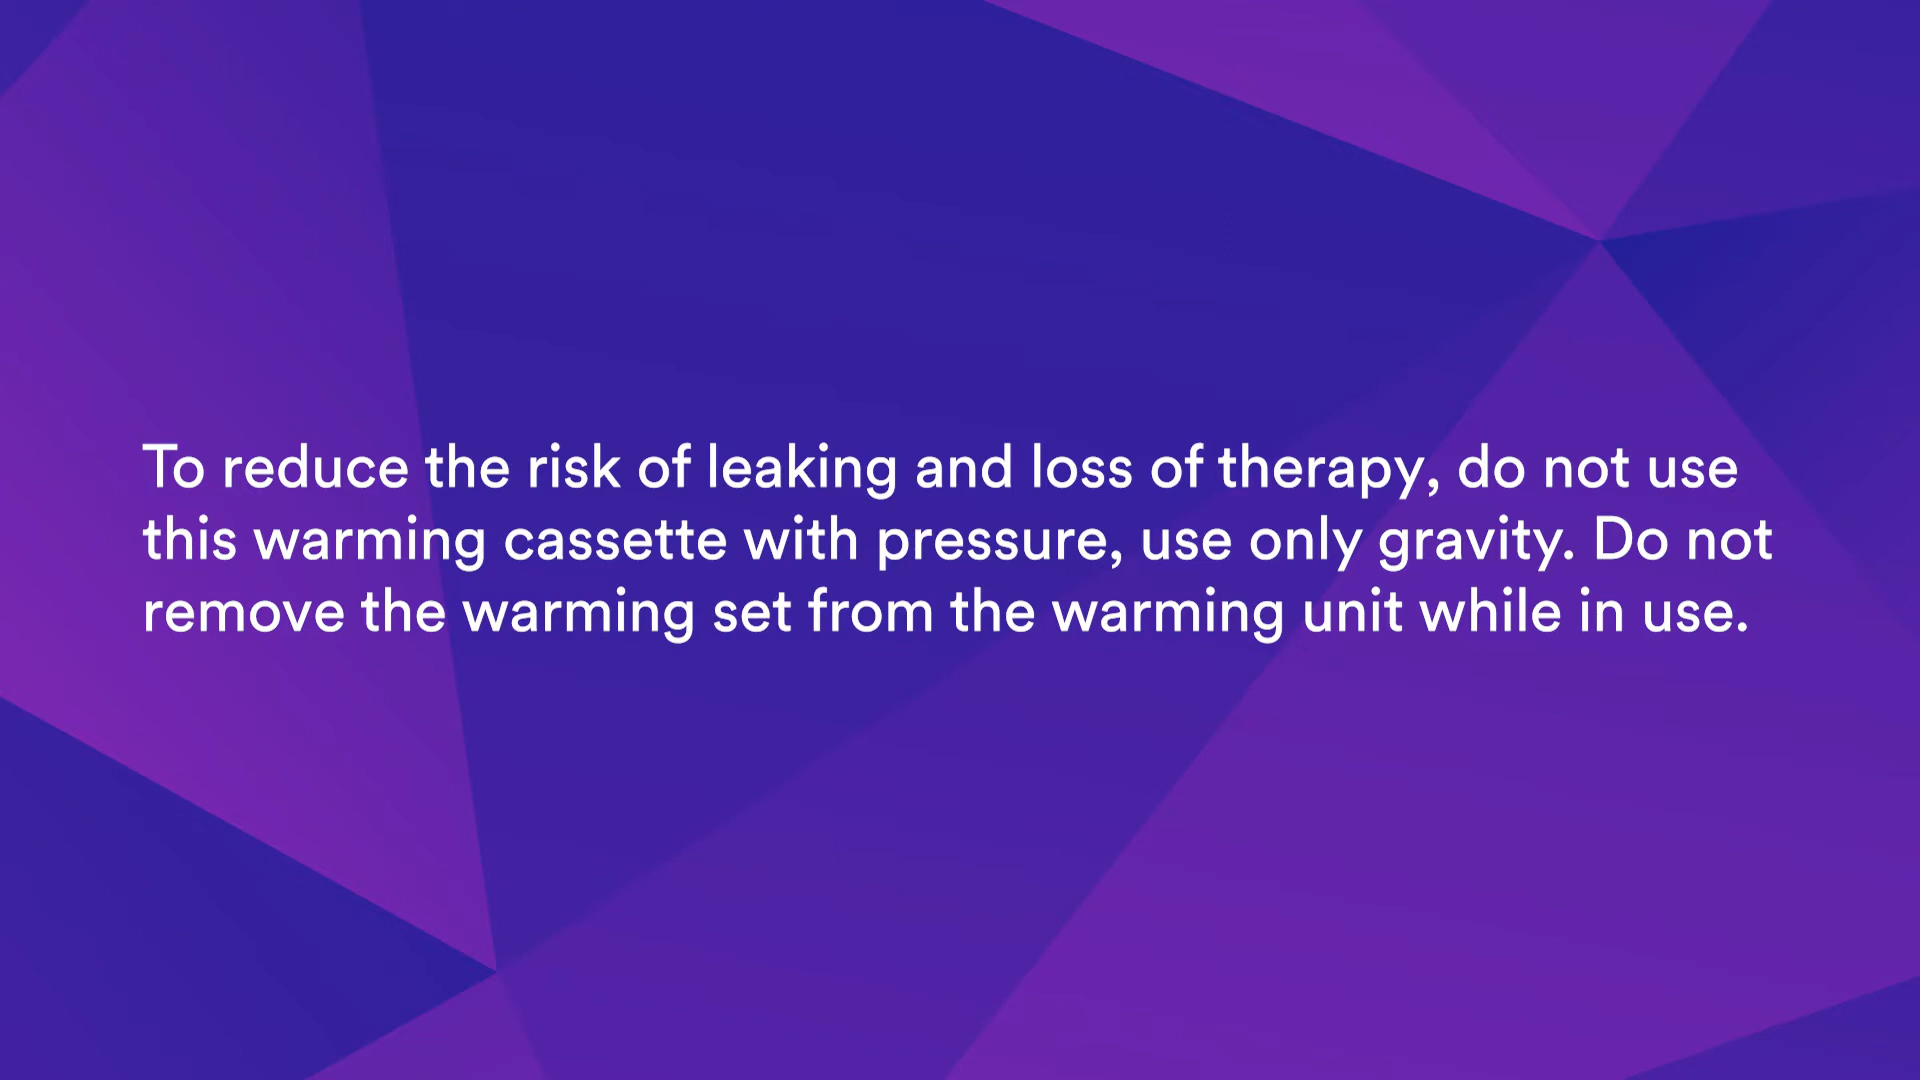 To reduce the risk of leaking and loss of therapy, do not use
this warming cassette with pressure, use only gravity. Do not
remove the warming set from the warming unit while in use.